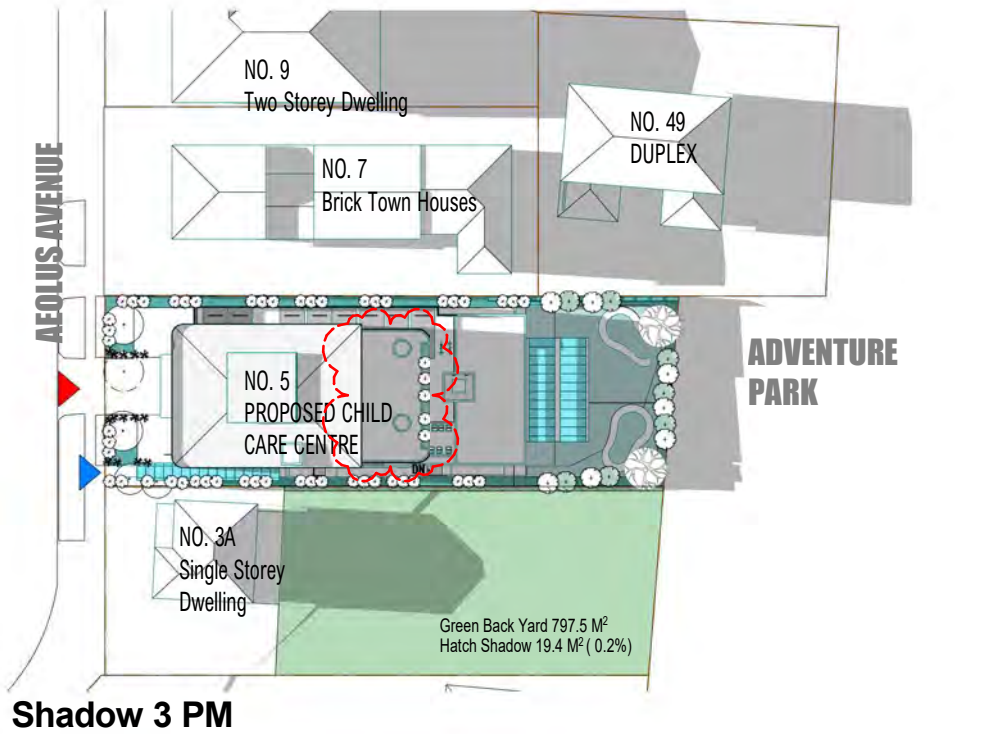 NO. 9
Two Storey Dwelling
NO. 49
DUPLEX
NO. 7
Brick Town Houses
AEOLUS AVENUE
ADVENTURE
PARK
NO. 5
PROPOSED CHILD
CARE CENTRE
DN
NO. 3A
Single Storey
Dwelling
Green Back Yard 797.5 M²
Hatch Shadow 19.4 M² ( 0.2%)
Shadow 3 PM